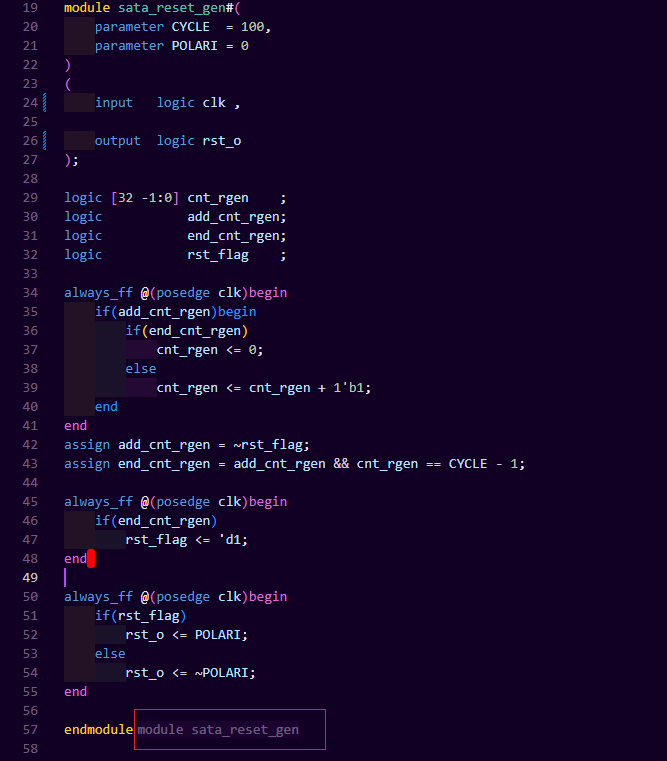 19 module sata_reset_gen#(
20     parameter CYCLE  = 100,
21     parameter POLARI = 0
22 )
23 (
24     input   logic clk ,
25
26     output  logic rst_o
27 );
28
29 logic [32 -1:0] cnt_rgen    ;
30 logic           add_cnt_rgen;
31 logic           end_cnt_rgen;
32 logic           rst_flag    ;
33
34 always_ff @(posedge clk)begin
35     if(add_cnt_rgen)begin
36         if(end_cnt_rgen)
37             cnt_rgen <= 0;
38         else
39             cnt_rgen <= cnt_rgen + 1'b1;
40     end
41 end
42 assign add_cnt_rgen = ~rst_flag;
43 assign end_cnt_rgen = add_cnt_rgen && cnt_rgen == CYCLE - 1;
44
45 always_ff @(posedge clk)begin
46     if(end_cnt_rgen)
47         rst_flag <= 'd1;
48 end
49
50 always_ff @(posedge clk)begin
51     if(rst_flag)
52         rst_o <= POLARI;
53     else
54         rst_o <= ~POLARI;
55 end
56
57 endmodule module sata_reset_gen
58